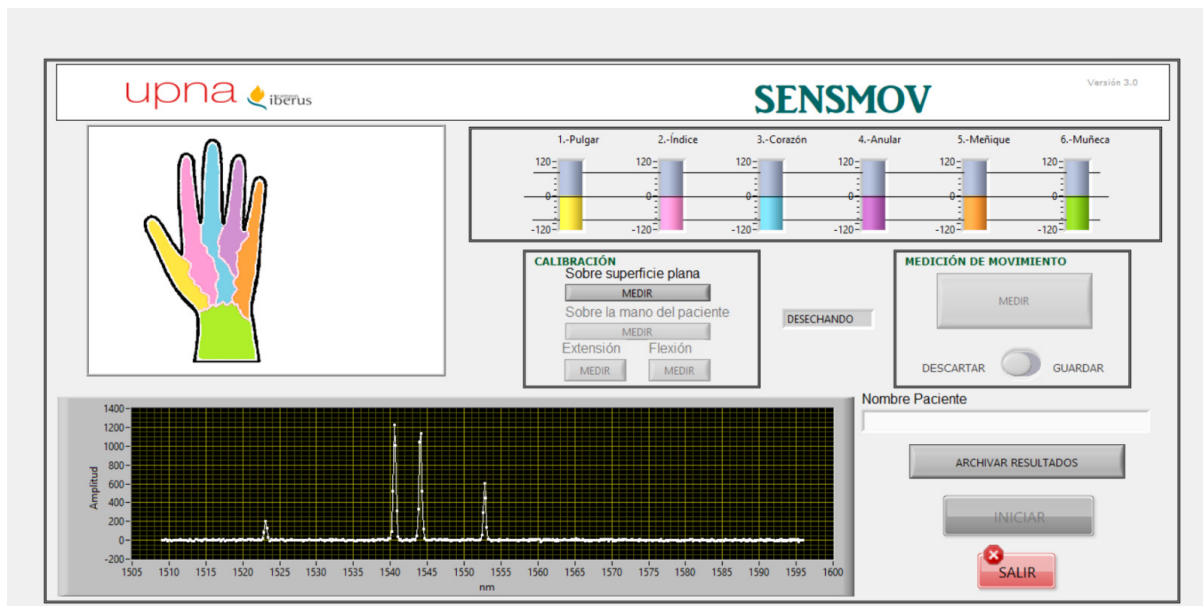 upna iberus
SENSMOV
Versión 3.0
1.-Pulgar 2.-Índice 3.-Corazón 4.-Anular 5.-Meñique 6.-Muñeca
120 120 120 120 120 120
0 0 0 0 0 0
-120 -120 -120 -120 -120 -120
CALIBRACIÓN
Sobre superficie plana
MEDIR
Sobre la mano del paciente
MEDIR
Extensión Flexión
MEDIR MEDIR
DESECHANDO
MEDICIÓN DE MOVIMIENTO
MEDIR
DESCARTAR GUARDAR
Amplitud
1400
1200
1000
800
600
400
200
0
-200
1505 1510 1515 1520 1525 1530 1535 1540 1545 1550 1555 1560 1565 1570 1575 1580 1585 1590 1595 1600
nm
Nombre Paciente
ARCHIVAR RESULTADOS
INICIAR
SALIR